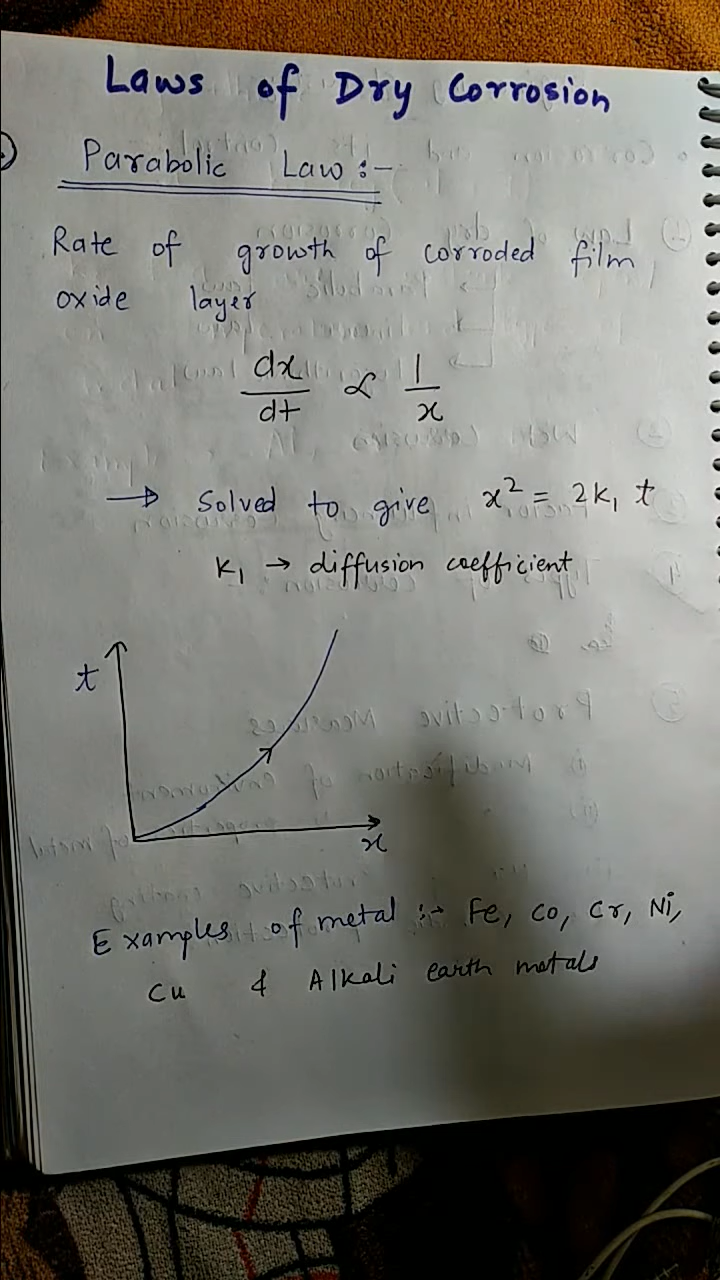 Laws of Dry Corrosion
Parabolic Law :-
Rate of growth of corroded film
oxide layer
dx/dt ∝ 1/x
→ Solved to give x² = 2k₁ t
k₁ → diffusion coefficient
t
x
Examples of metal :- Fe, Co, Cr, Ni,
Cu & Alkali earth metals